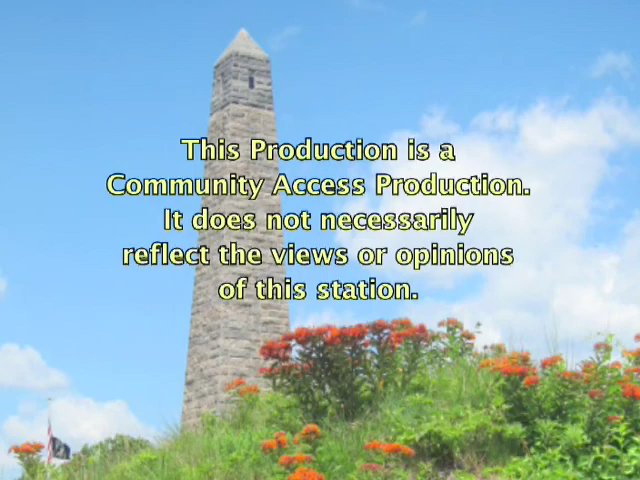 This Production is a
Community Access Production.
It does not necessarily
reflect the views or opinions
of this station.